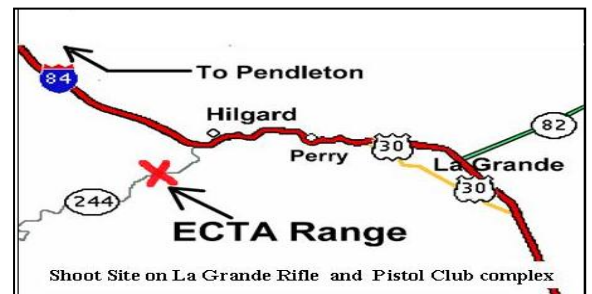 84
To Pendleton
Hilgard
82
30
Perry
La Grande
30
244
ECTA Range
Shoot Site on La Grande Rifle and Pistol Club complex